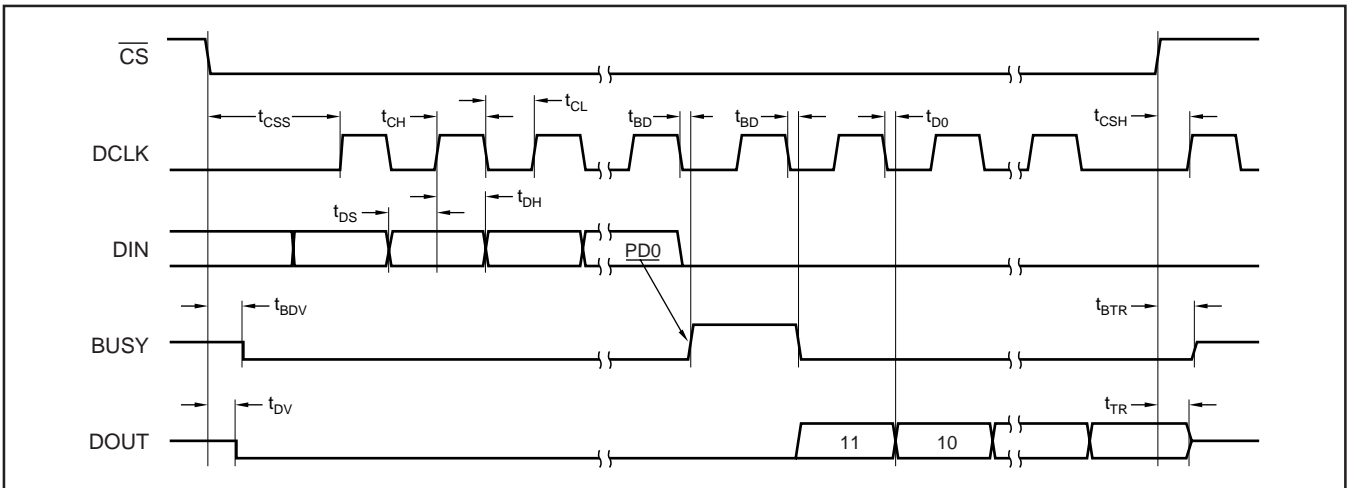 CS
tCSS
tCH
tCL
tBD
tBD
tD0
tCSH
DCLK
tDS
tDH
DIN
PD0
tBDV
tBTR
BUSY
tDV
tTR
DOUT
11
10